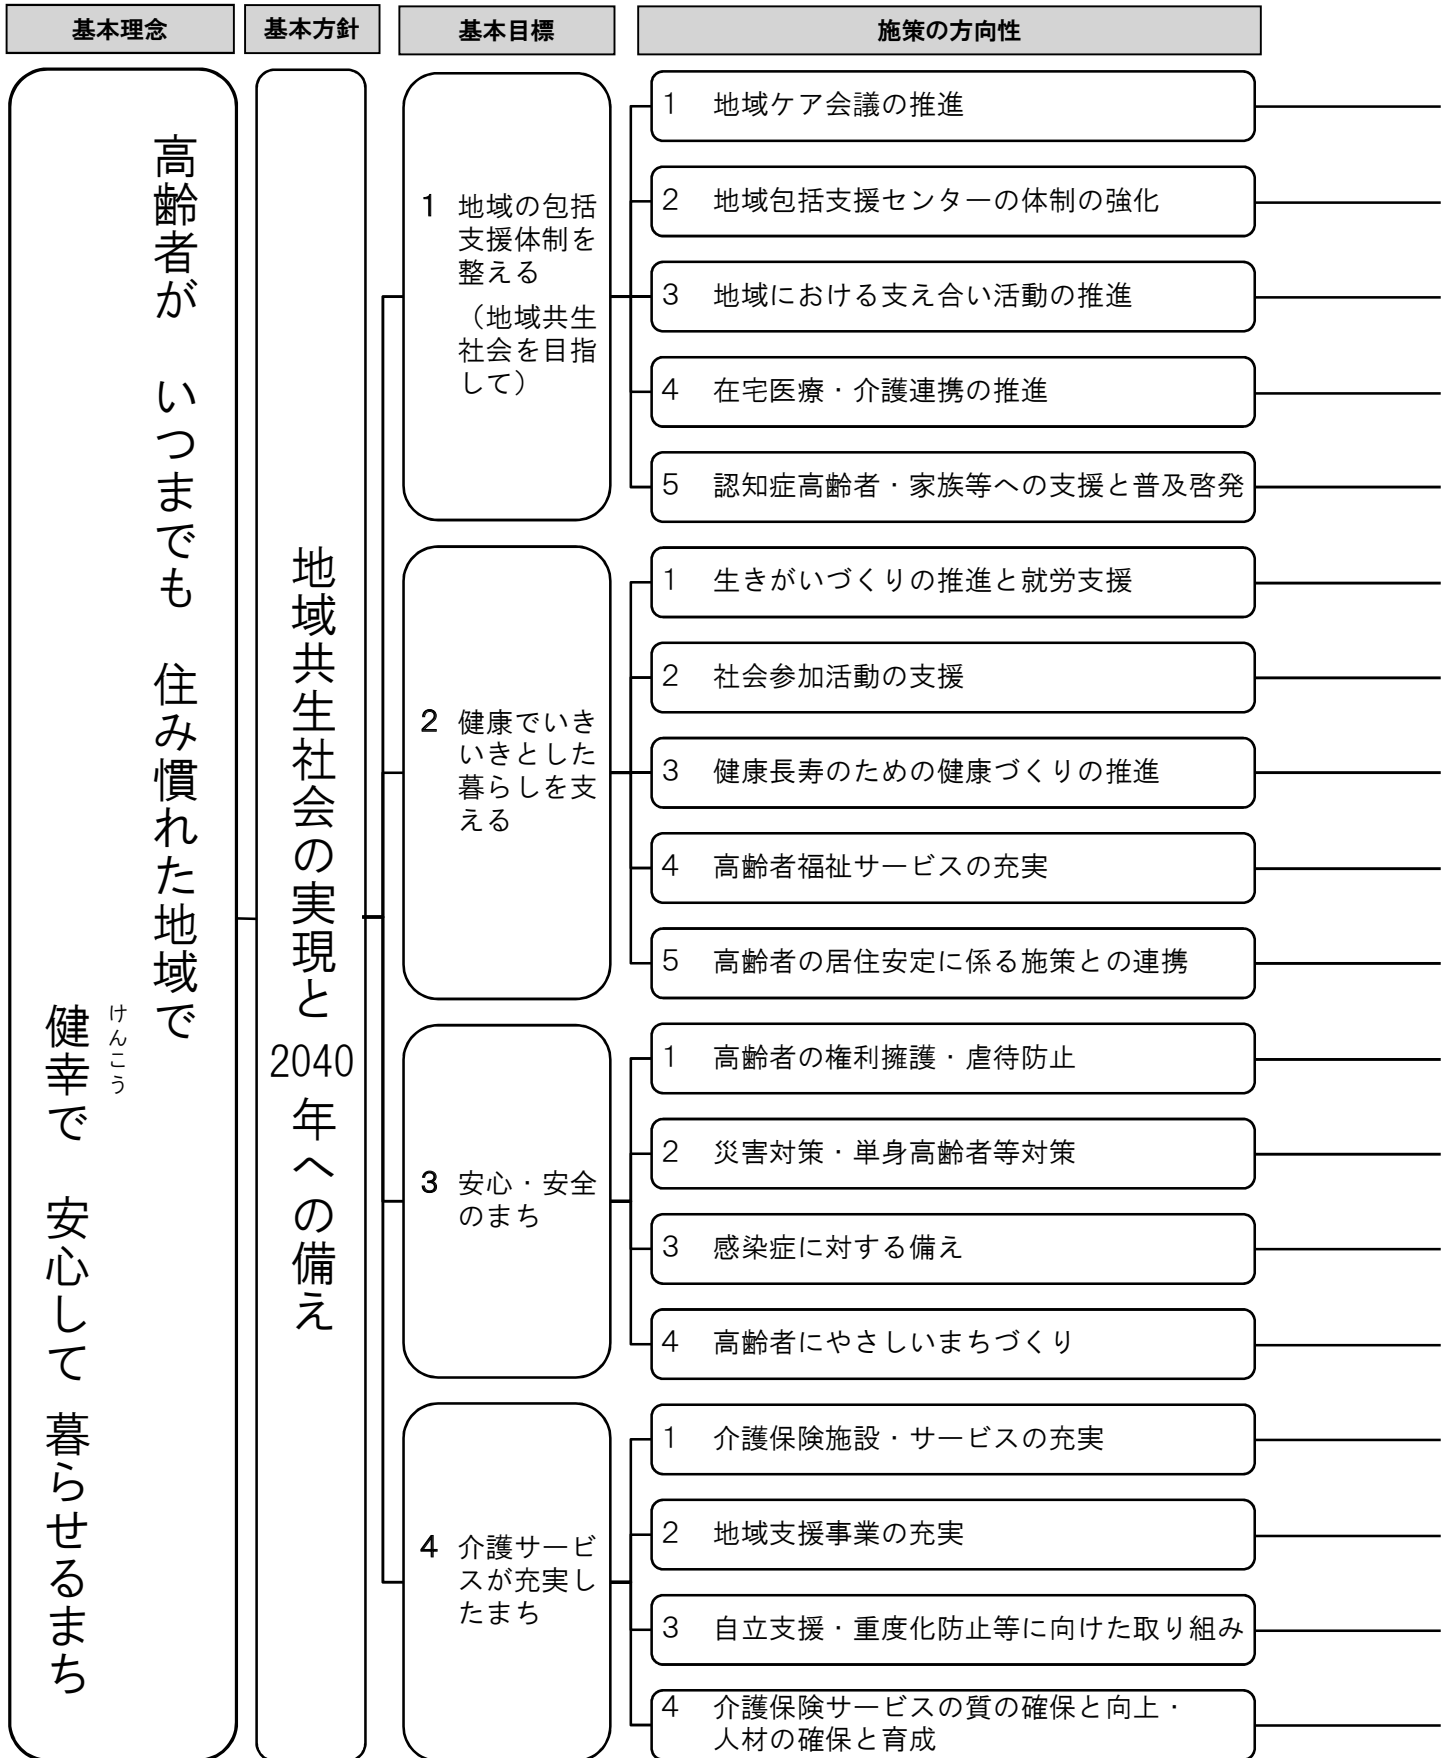 基本理念
基本方針
基本目標
施策の方向性
高齢者が いつまでも 住み慣れた地域で
けんこう
健幸で 安心して 暮らせるまち
地域共生社会の実現と2040年への備え
1 地域の包括
支援体制を
整える
（地域共生
社会を目指
して）
1 地域ケア会議の推進
2 地域包括支援センターの体制の強化
3 地域における支え合い活動の推進
4 在宅医療・介護連携の推進
5 認知症高齢者・家族等への支援と普及啓発
2 健康でいき
いきとした
暮らしを支
える
1 生きがいづくりの推進と就労支援
2 社会参加活動の支援
3 健康長寿のための健康づくりの推進
4 高齢者福祉サービスの充実
5 高齢者の居住安定に係る施策との連携
3 安心・安全
のまち
1 高齢者の権利擁護・虐待防止
2 災害対策・単身高齢者等対策
3 感染症に対する備え
4 高齢者にやさしいまちづくり
4 介護サービ
スが充実し
たまち
1 介護保険施設・サービスの充実
2 地域支援事業の充実
3 自立支援・重度化防止等に向けた取り組み
4 介護保険サービスの質の確保と向上・
人材の確保と育成